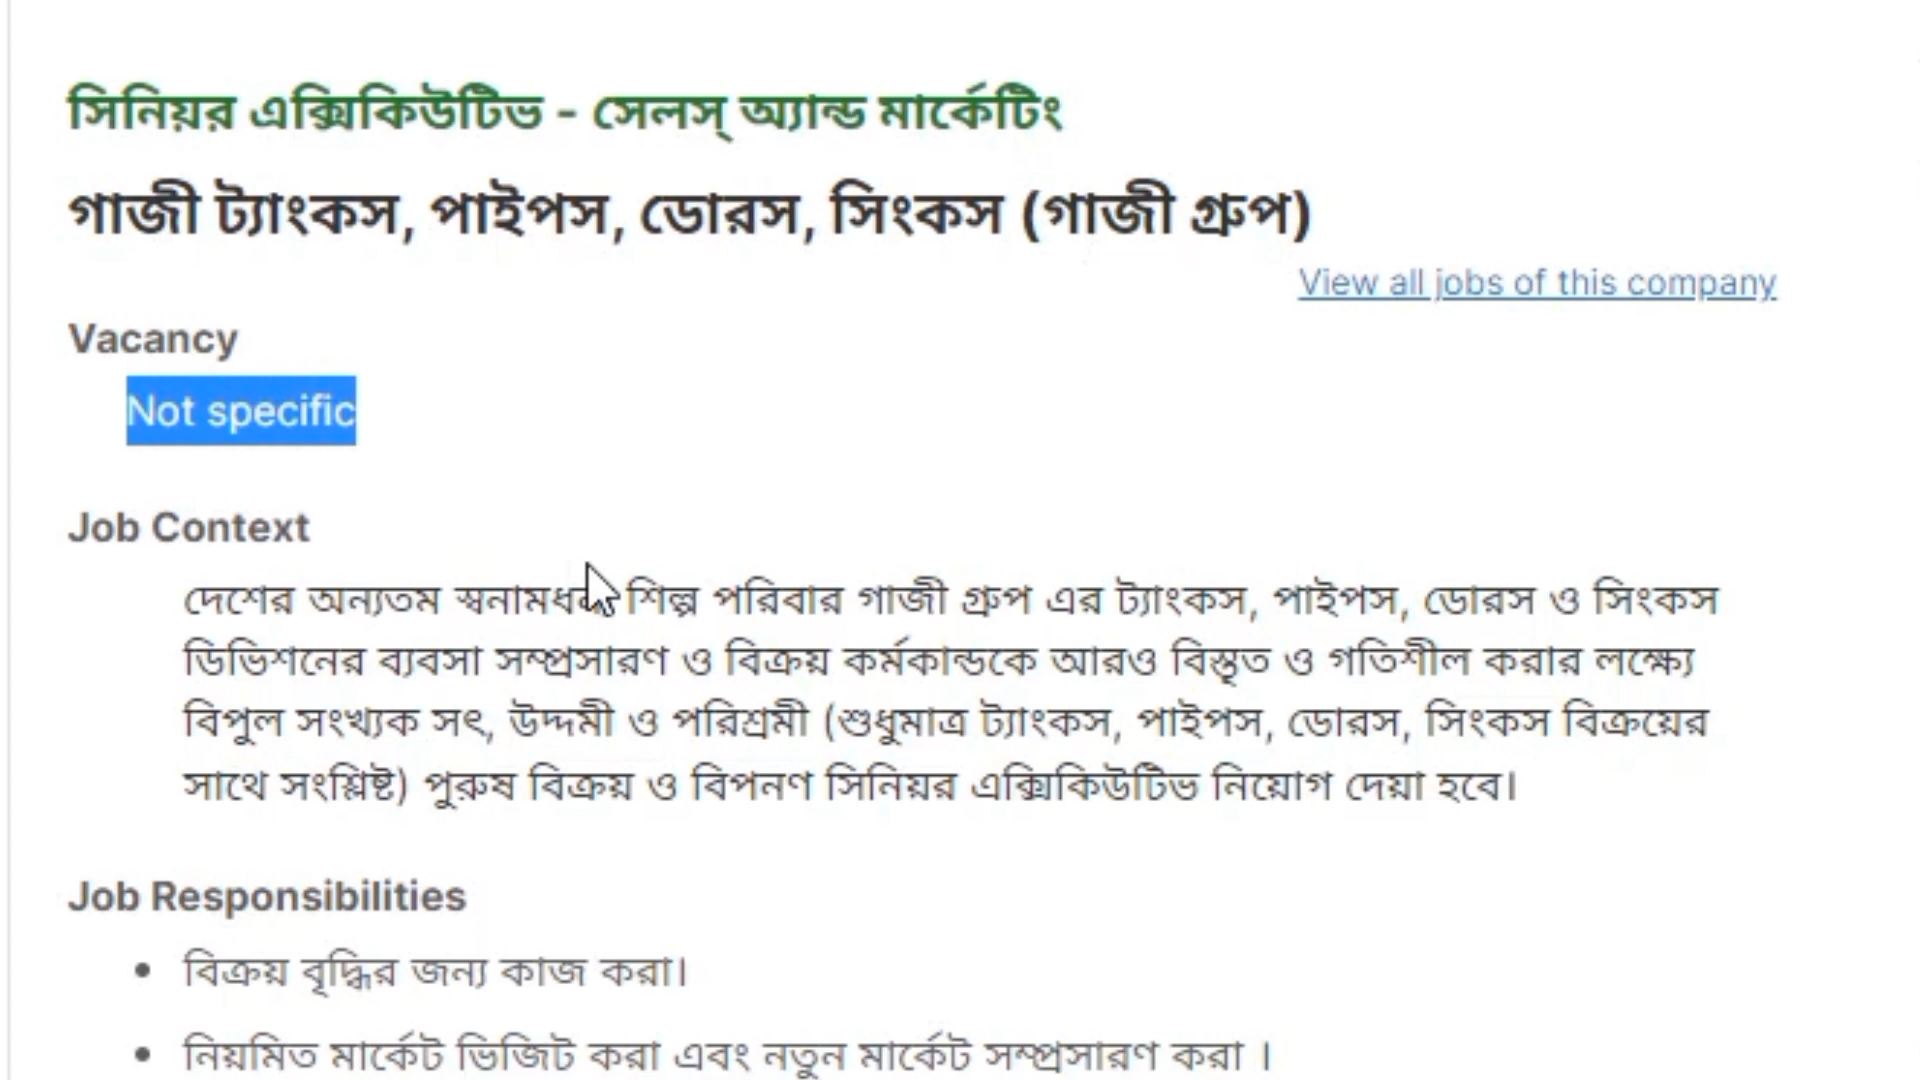 সিনিয়র এক্সিকিউটিভ - সেলস্ অ্যান্ড মার্কেটিং
গাজী ট্যাংকস, পাইপস, ডোরস, সিংকস (গাজী গ্রুপ)
View all jobs of this company
Vacancy
Not specific
Job Context
দেশের অন্যতম শিল্প পরিবার গাজী গ্রুপ এর ট্যাংকস, পাইপস, ডোরস ও সিংকস
ডিভিশনের ব্যবসা সম্প্রসারণ ও বিক্রয় কর্মকান্ডকে আরও বিস্তৃত ও গতিশীল করার লক্ষ্যে
বিপুল সংখ্যক সৎ, উদ্দমী ও পরিশ্রমী (শুধুমাত্র ট্যাংকস, পাইপস, ডোরস, সিংকস বিক্রয়ের
সাথে সংশ্লিষ্ট) পুরুষ বিক্রয় ও বিপনণ সিনিয়র এক্সিকিউটিভ নিয়োগ দেয়া হবে।
Job Responsibilities
• বিক্রয় বৃদ্ধির জন্য কাজ করা।
• নিয়মিত মার্কেট ভিজিট করা এবং নতুন মার্কেট সম্প্রসারণ করা ।